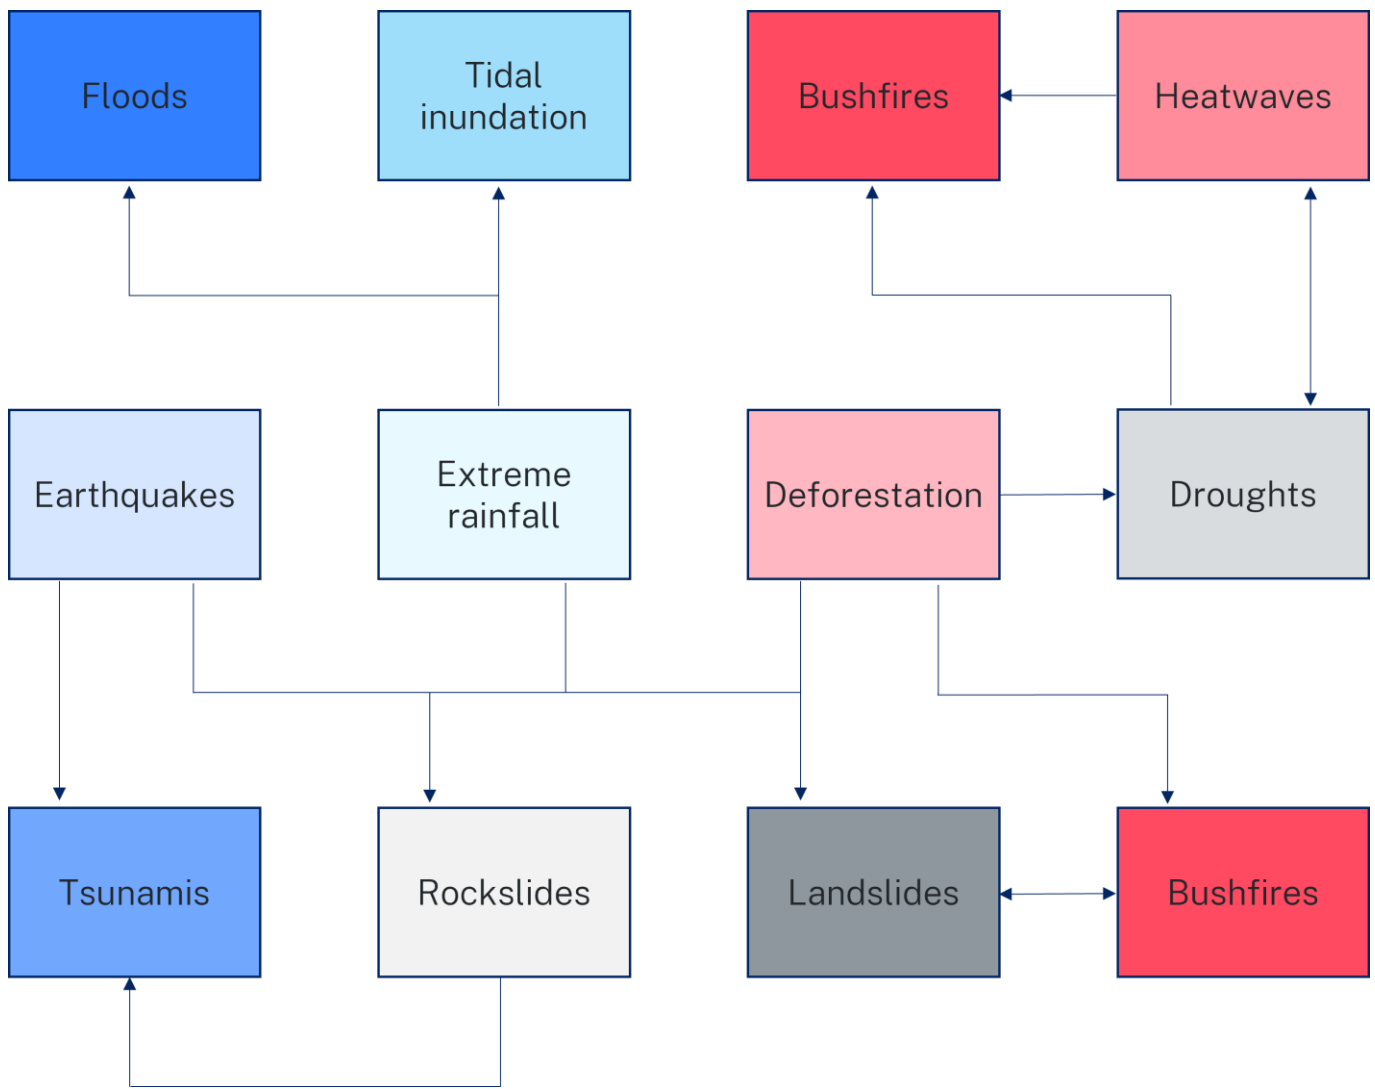 Floods
Tidal
inundation
Bushfires
Heatwaves
Earthquakes
Extreme
rainfall
Deforestation
Droughts
Tsunamis
Rockslides
Landslides
Bushfires